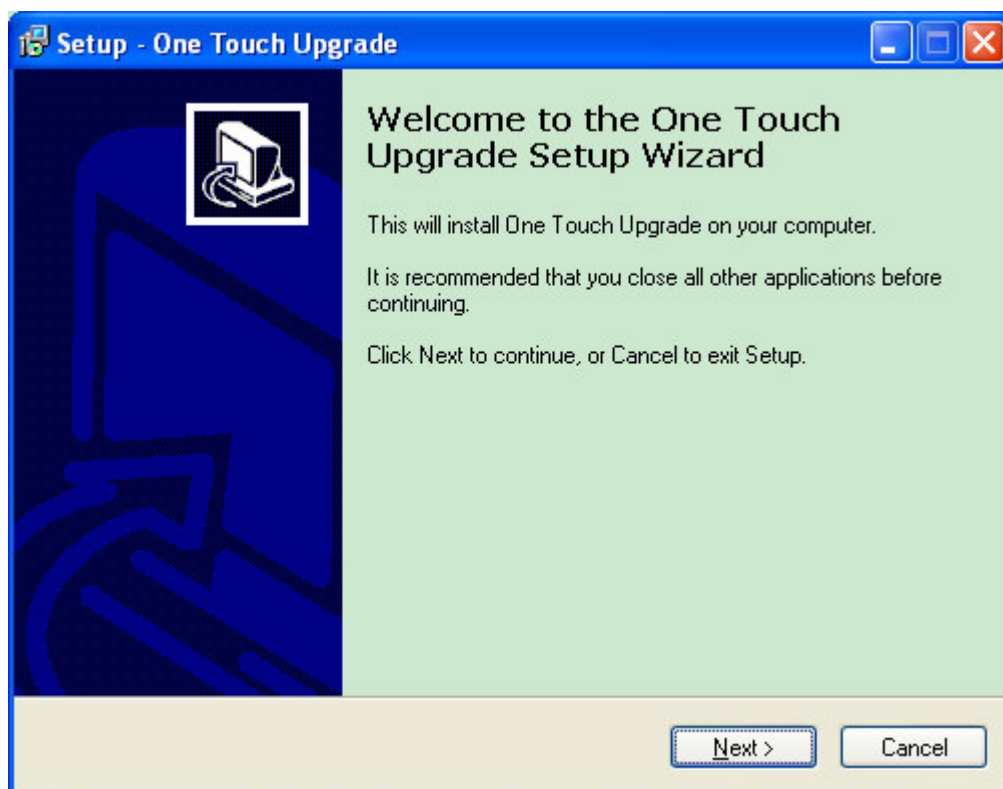 Setup - One Touch Upgrade
Welcome to the One Touch
Upgrade Setup Wizard
This will install One Touch Upgrade on your computer.
It is recommended that you close all other applications before
continuing.
Click Next to continue, or Cancel to exit Setup.
Next >
Cancel